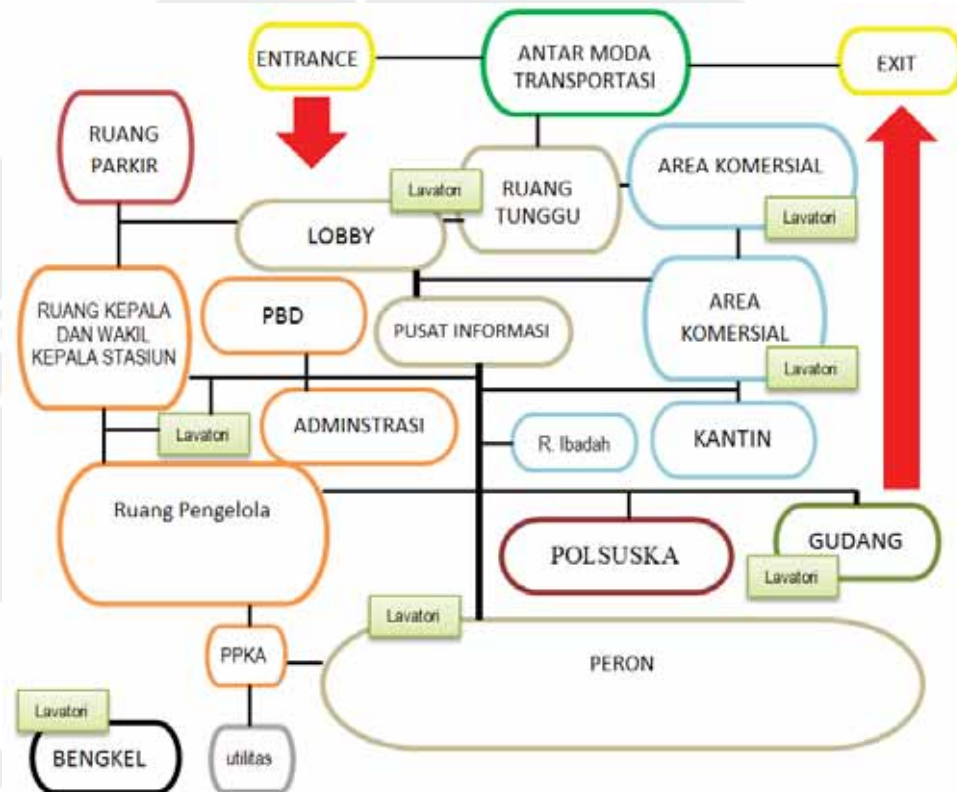 ENTRANCE
ANTAR MODA
TRANSPORTASI
EXIT
RUANG
PARKIR
Lavatori
RUANG
TUNGGU
AREA KOMERSIAL
Lavatori
LOBBY
RUANG KEPALA
DAN WAKIL
KEPALA STASIUN
PBD
PUSAT INFORMASI
AREA
KOMERSIAL
Lavatori
Lavatori
ADMINSTRASI
R. Ibadah
KANTIN
Ruang Pengelola
POLSUSKA
GUDANG
Lavatori
Lavatori
PPKA
PERON
Lavatori
BENGKEL
utilitas